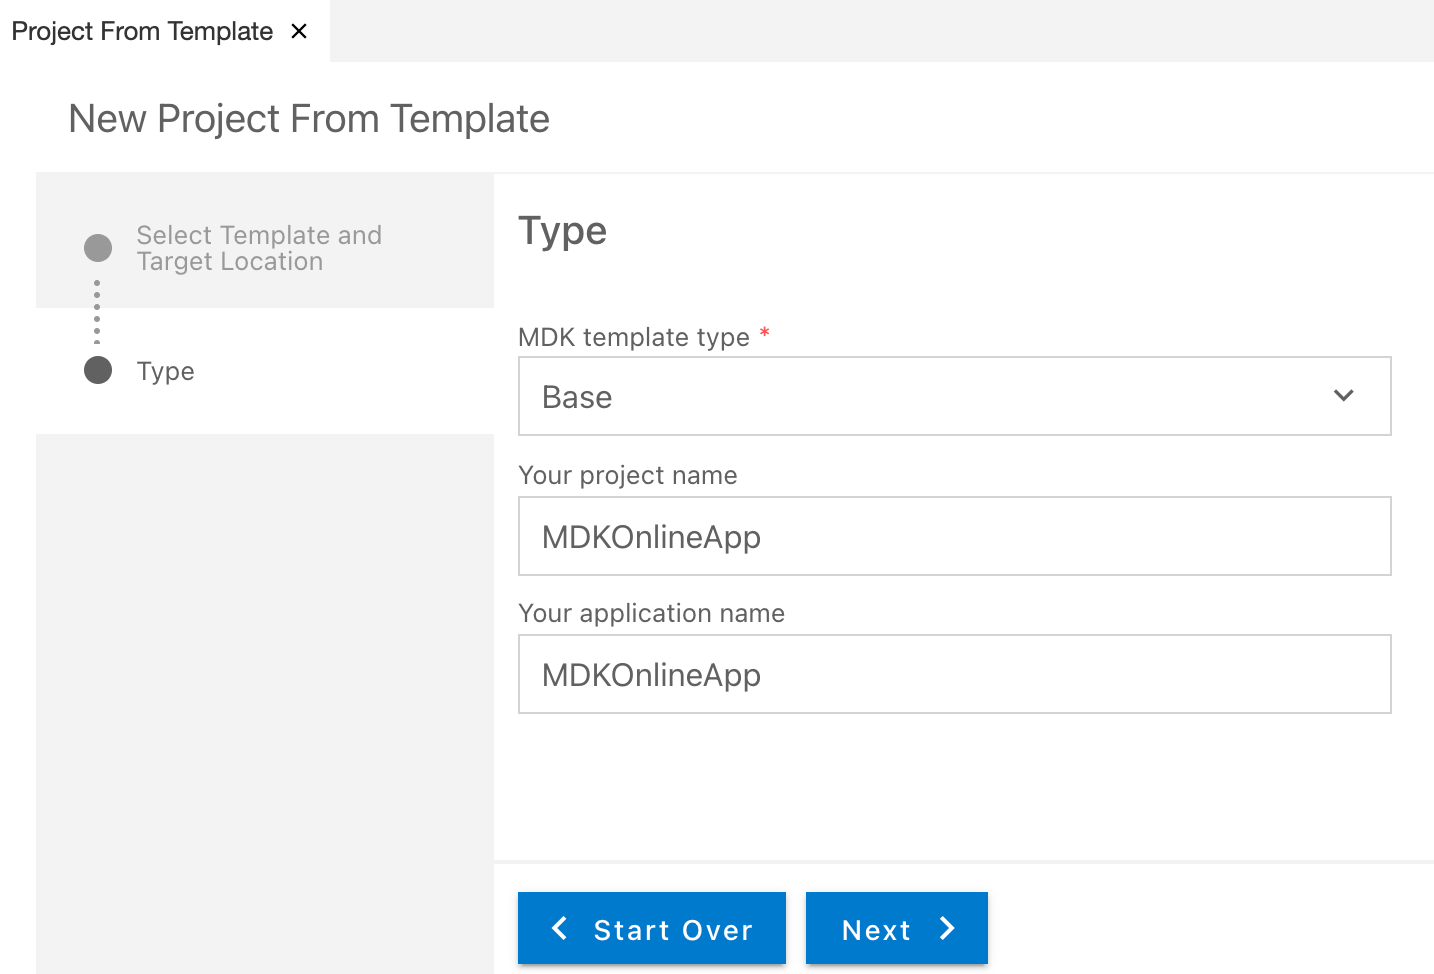 Project From Template
New Project From Template
Select Template and
Target Location
Type
Type
MDK template type *
Base
Your project name
MDKOnlineApp
Your application name
MDKOnlineApp
Start Over
Next